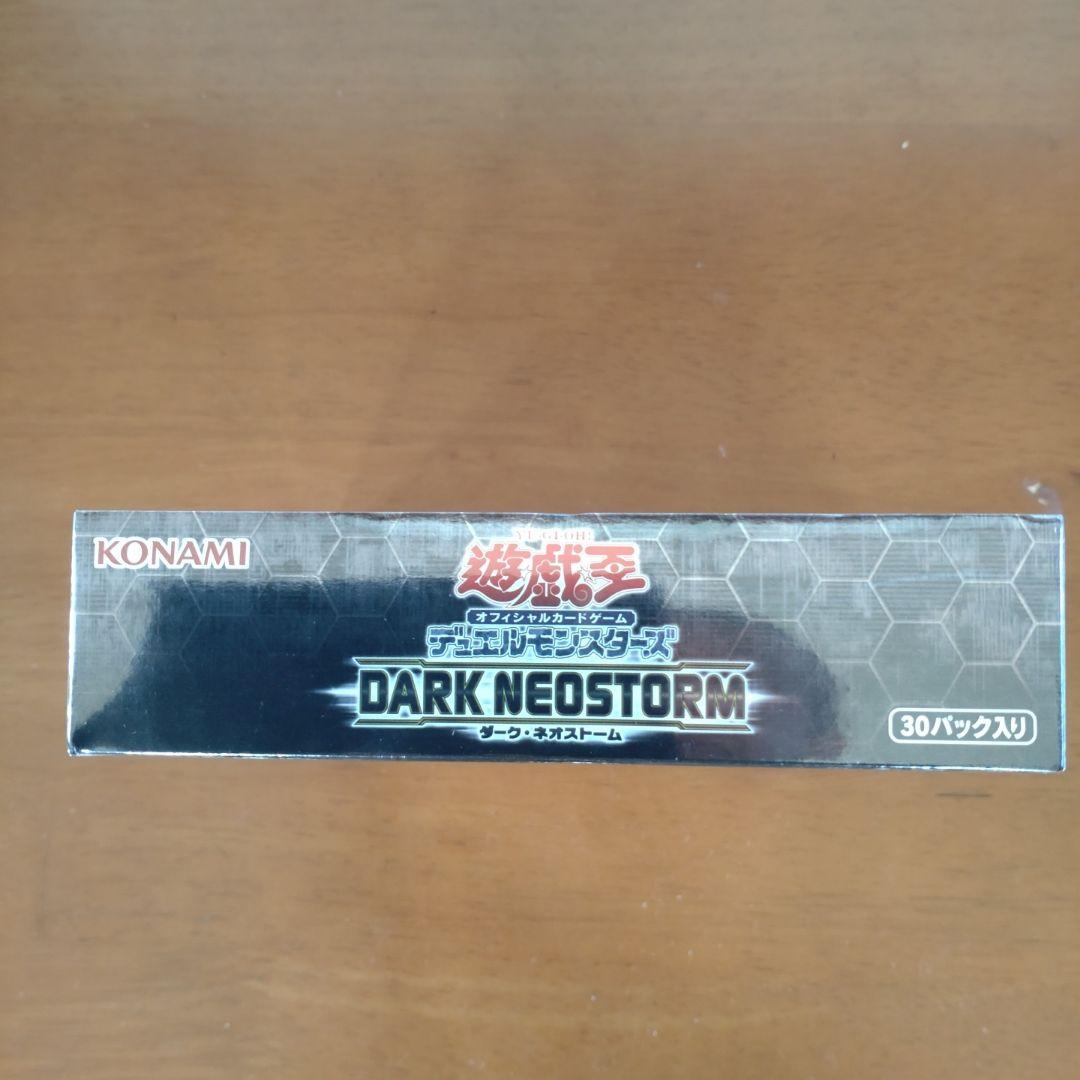 KONAMI
YU-GI-OH!
遊戯王
オフィシャルカードゲーム
デュエルモンスターズ
DARK NEOSTORM
ダーク・ネオストーム
30パック入り